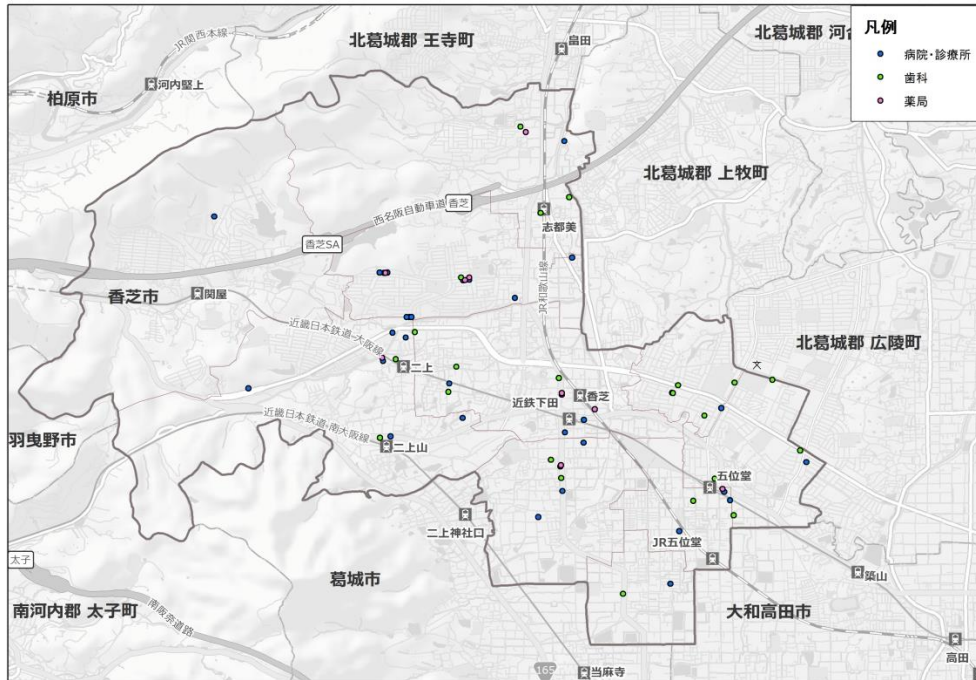 北葛城郡 王寺町
畠田
北葛城郡 河合
凡例
病院・診療所
歯科
薬局
JR関西本線
河内堅上
柏原市
北葛城郡 上牧町
西名阪自動車道
香芝
志都美
香芝SA
JR和歌山線
香芝市
関屋
近畿日本鉄道 大阪線
二上
北葛城郡 広陵町
文
香芝
近鉄下田
近畿日本鉄道 南大阪線
羽曳野市
二上山
五位堂
二上神社口
JR五位堂
太子
葛城市
築山
南河内郡 太子町
南阪奈道路
大和高田市
高田
165
当麻寺